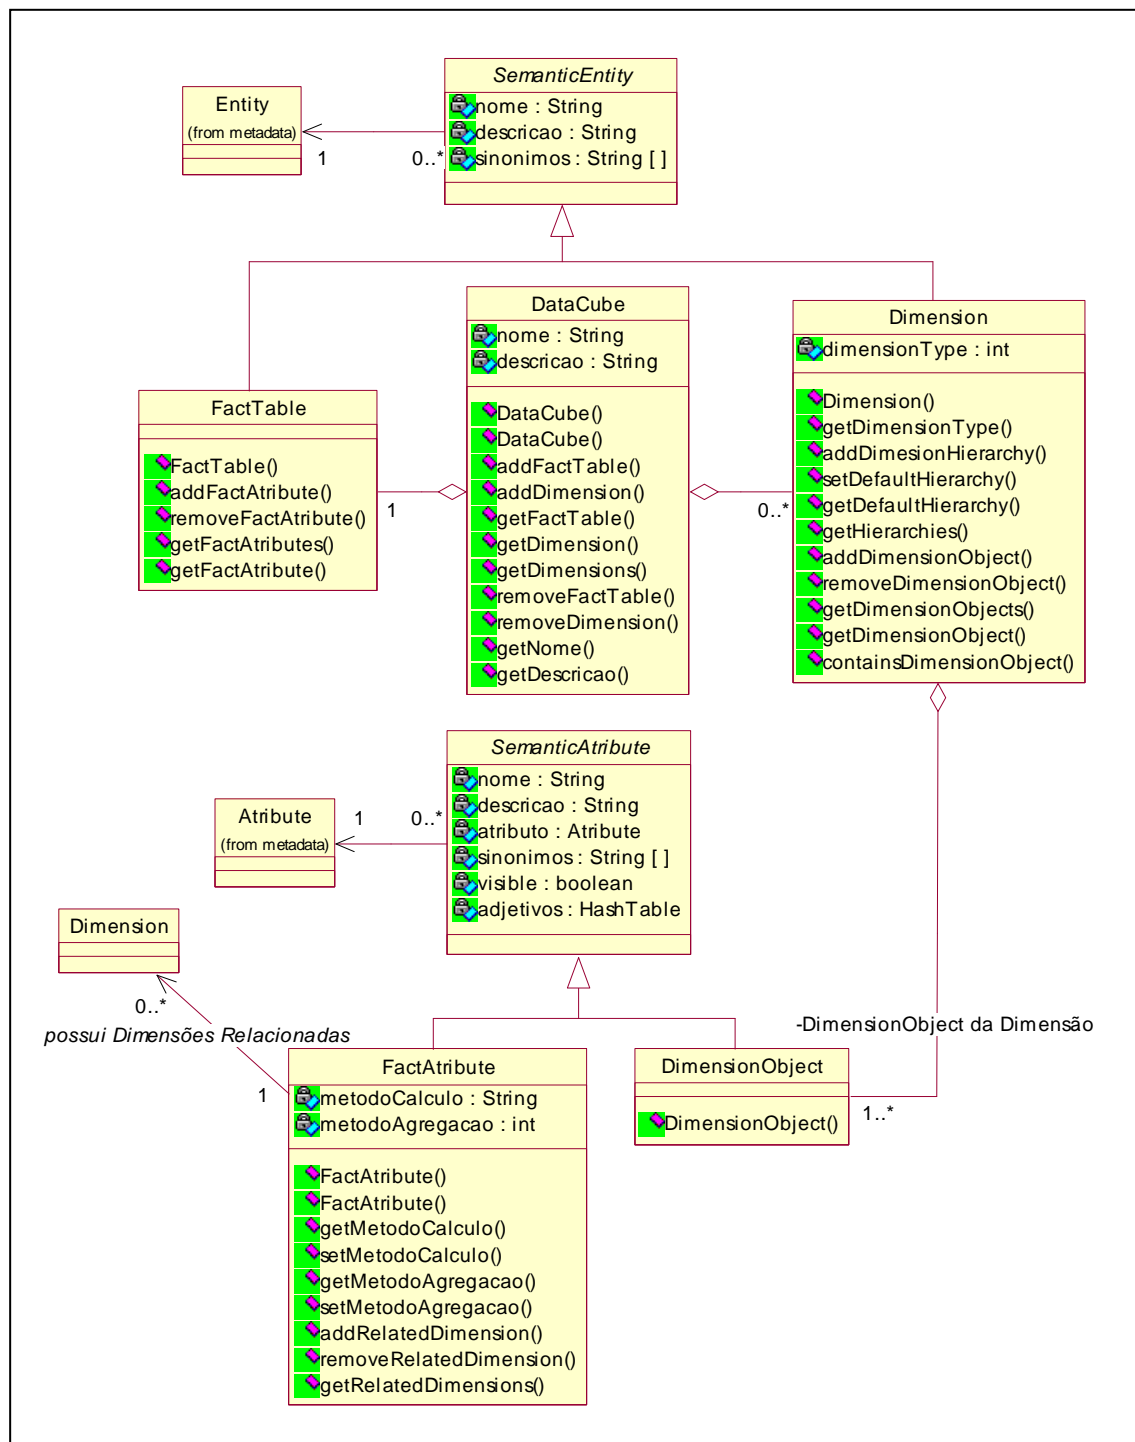 SemanticEntity
nome : String
descricao : String
sinonimos : String [ ]
Entity
(from metadata)
1
0..*
DataCube
nome : String
descricao : String
DataCube()
DataCube()
addFactTable()
addDimension()
getFactTable()
getDimension()
getDimensions()
removeFactTable()
removeDimension()
getNome()
getDescricao()
Dimension
dimensionType : int
Dimension()
getDimensionType()
addDimesionHierarchy()
setDefaultHierarchy()
getDefaultHierarchy()
getHierarchies()
addDimensionObject()
removeDimensionObject()
getDimensionObjects()
getDimensionObject()
containsDimensionObject()
FactTable
FactTable()
addFactAtribute()
removeFactAtribute()
getFactAtributes()
getFactAtribute()
1
0..*
SemanticAtribute
nome : String
descricao : String
atributo : Atribute
sinonimos : String [ ]
visible : boolean
adjetivos : HashTable
Atribute
(from metadata)
1
0..*
Dimension
0..*
possui Dimensões Relacionadas
1
-DimensionObject da Dimensão
1..*
FactAtribute
metodoCalculo : String
metodoAgregacao : int
FactAtribute()
FactAtribute()
getMetodoCalculo()
setMetodoCalculo()
getMetodoAgregacao()
setMetodoAgregacao()
addRelatedDimension()
removeRelatedDimension()
getRelatedDimensions()
DimensionObject
DimensionObject()